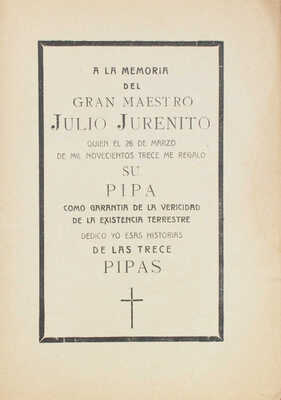 A LA MEMORIA
DEL
GRAN MAESTRO
JULIO JURENITO
QUIEN EL 26 DE MARZO
DE MIL NOVECIENTOS TRECE ME REGALO
SU
PIPA
COMO GARANTIA DE LA VERICIDAD
DE LA EXISTENCIA TERRESTRE
DEDICO YO ESAS HISTORIAS
DE LAS TRECE
PIPAS